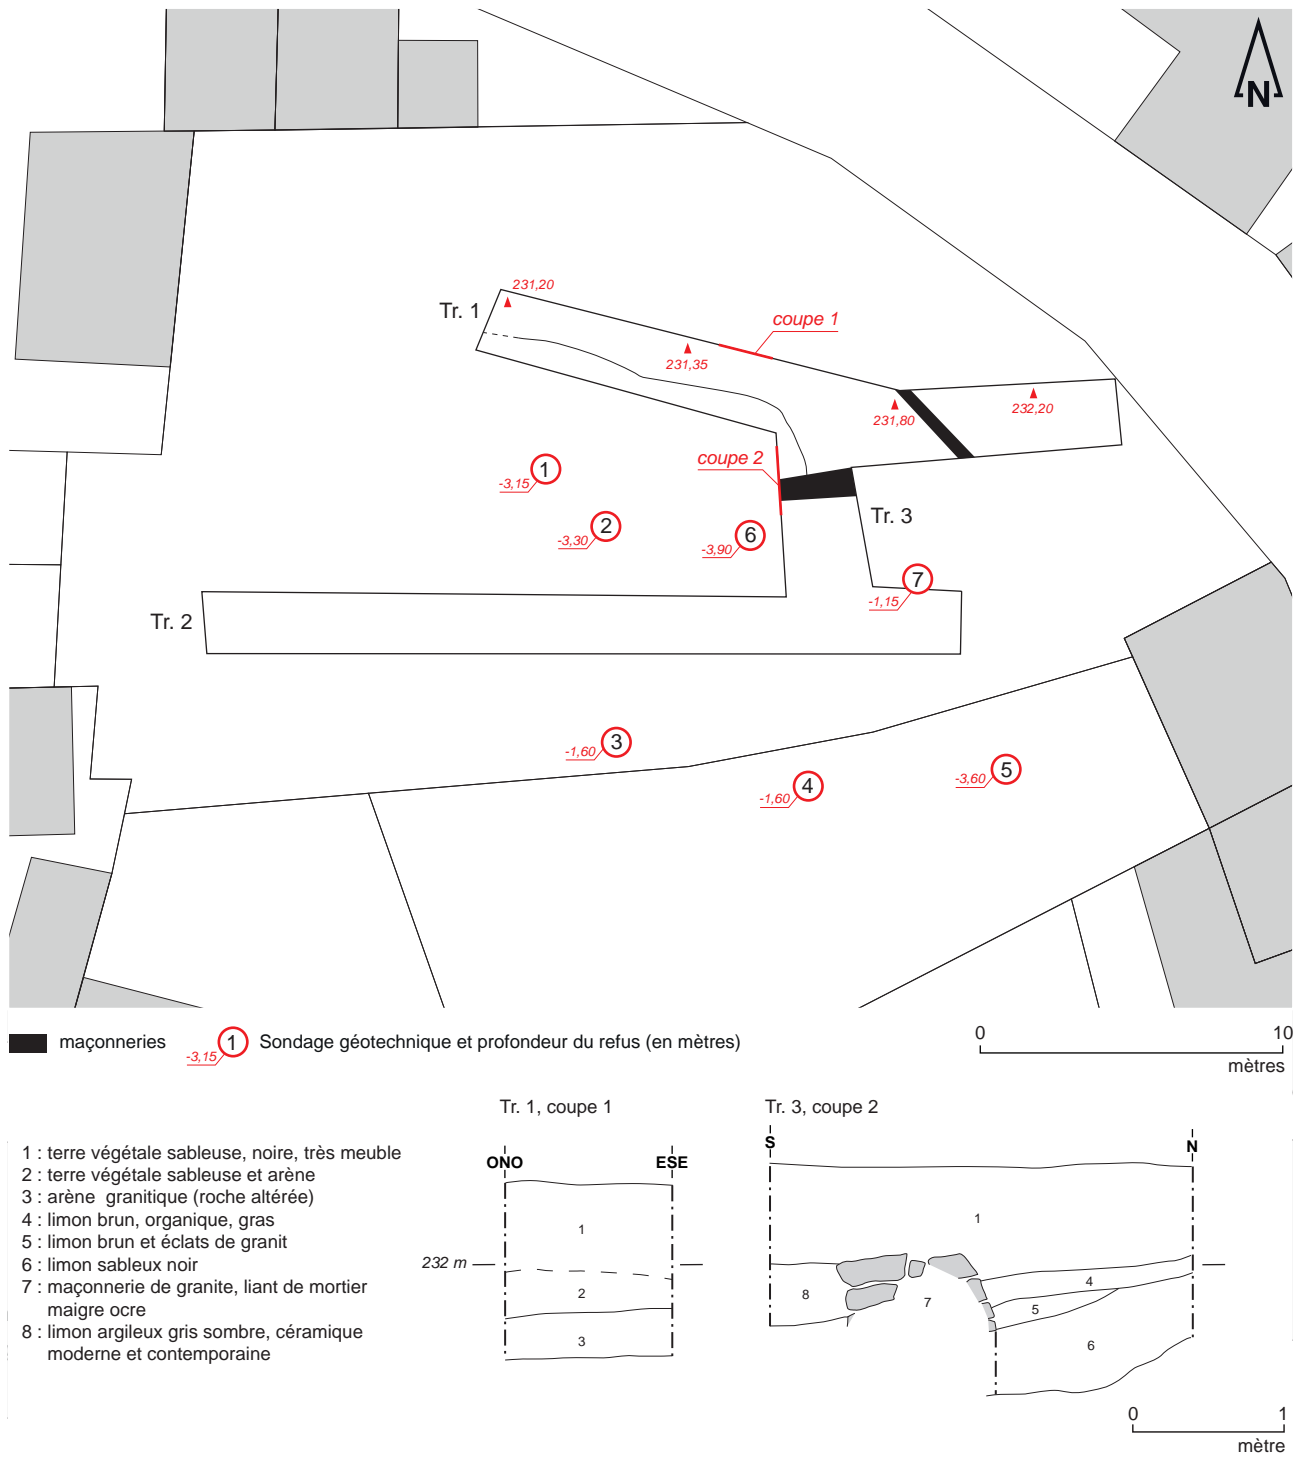 N
231,20
Tr. 1
coupe 1
231,35
232,20
231,80
coupe 2
1
-3,15
Tr. 3
2
-3,30
6
-3,90
7
-1,15
Tr. 2
3
-1,60
4
-1,60
5
-3,60
maçonneries
1
-3,15
Sondage géotechnique et profondeur du refus (en mètres)
0 10
mètres
Tr. 1, coupe 1
ONO ESE
1
232 m
2
3
Tr. 3, coupe 2
S N
1
4
8
7
5
6
0 1
mètre
1 : terre végétale sableuse, noire, très meuble
2 : terre végétale sableuse et arène
3 : arène granitique (roche altérée)
4 : limon brun, organique, gras
5 : limon brun et éclats de granit
6 : limon sableux noir
7 : maçonnerie de granite, liant de mortier
maigre ocre
8 : limon argileux gris sombre, céramique
moderne et contemporaine